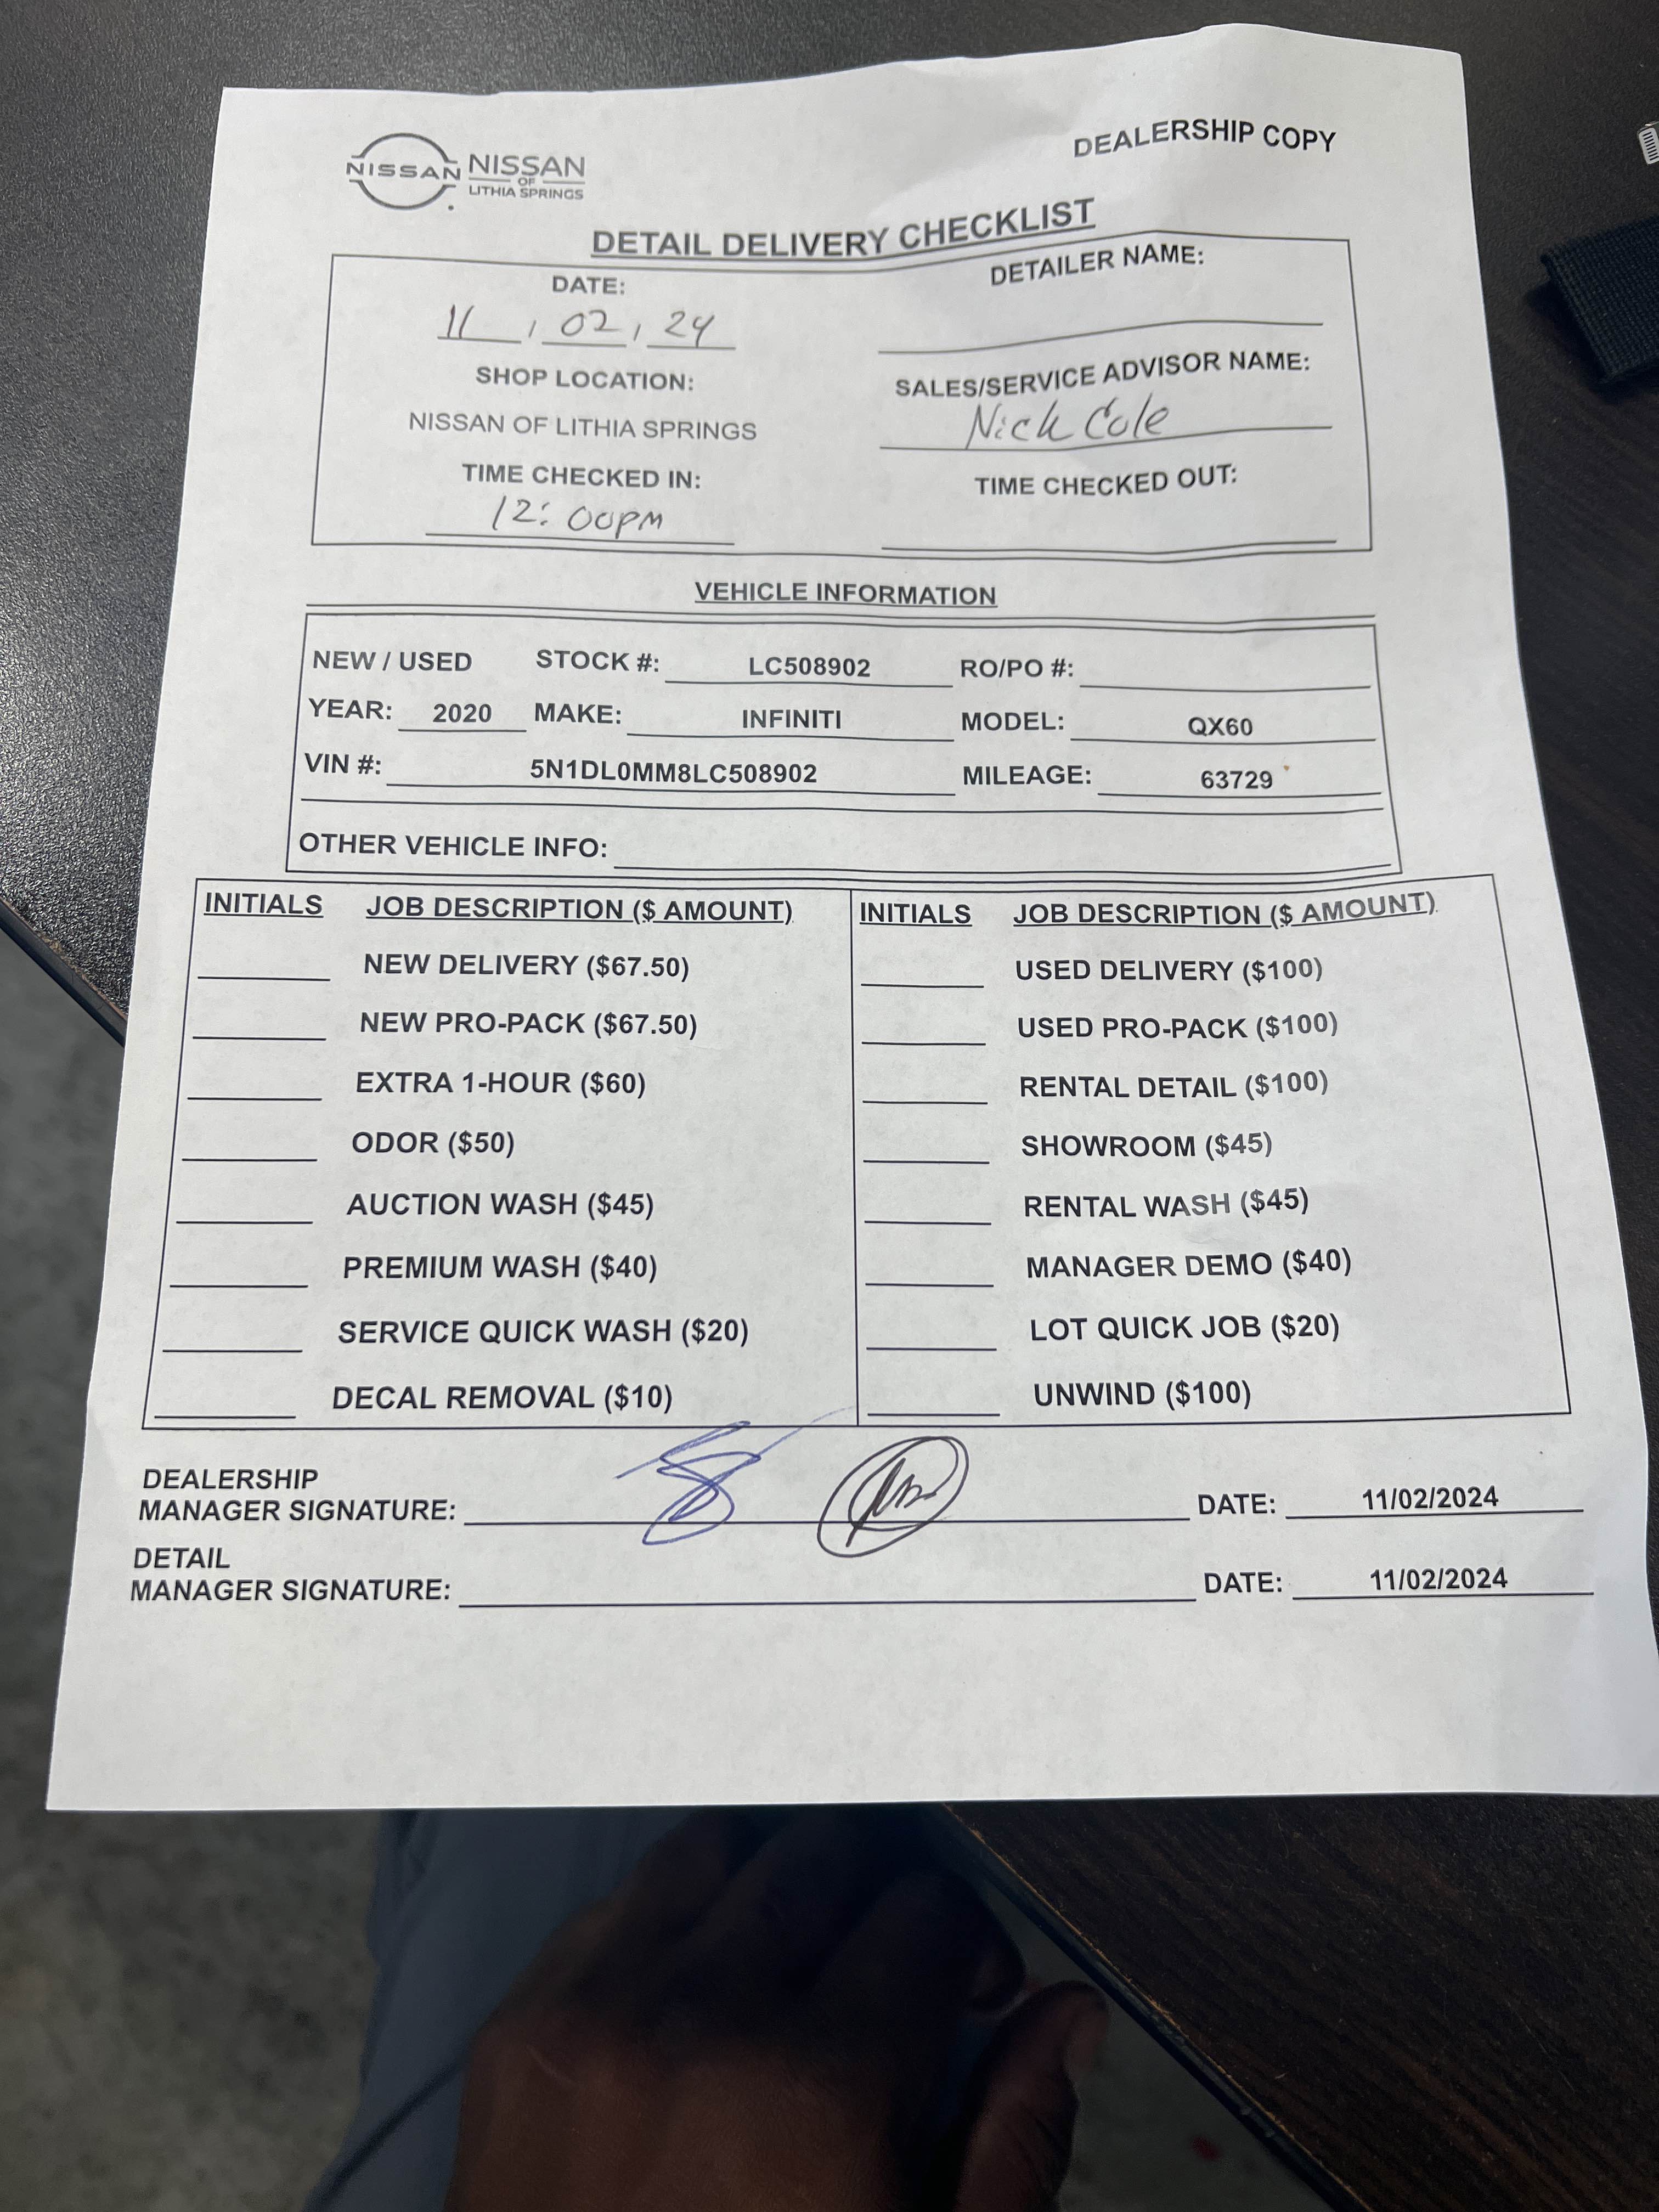 DEALERSHIP COPY
NISSAN NISSAN
OF
LITHIA SPRINGS
DETAIL DELIVERY CHECKLIST
DATE: DETAILER NAME:
11 / 02 / 24
SHOP LOCATION: SALES/SERVICE ADVISOR NAME:
NISSAN OF LITHIA SPRINGS Nick Cole
TIME CHECKED IN: TIME CHECKED OUT:
12:00PM
VEHICLE INFORMATION
NEW / USED STOCK #: LC508902 RO/PO #:
YEAR: 2020 MAKE: INFINITI MODEL: QX60
VIN #: 5N1DL0MM8LC508902 MILEAGE: 63729
OTHER VEHICLE INFO:
INITIALS JOB DESCRIPTION ($ AMOUNT) INITIALS JOB DESCRIPTION ($ AMOUNT)
NEW DELIVERY ($67.50) USED DELIVERY ($100)
NEW PRO-PACK ($67.50) USED PRO-PACK ($100)
EXTRA 1-HOUR ($60) RENTAL DETAIL ($100)
ODOR ($50) SHOWROOM ($45)
AUCTION WASH ($45) RENTAL WASH ($45)
PREMIUM WASH ($40) MANAGER DEMO ($40)
SERVICE QUICK WASH ($20) LOT QUICK JOB ($20)
DECAL REMOVAL ($10) UNWIND ($100)
DEALERSHIP
MANAGER SIGNATURE: DATE: 11/02/2024
DETAIL
MANAGER SIGNATURE: DATE: 11/02/2024